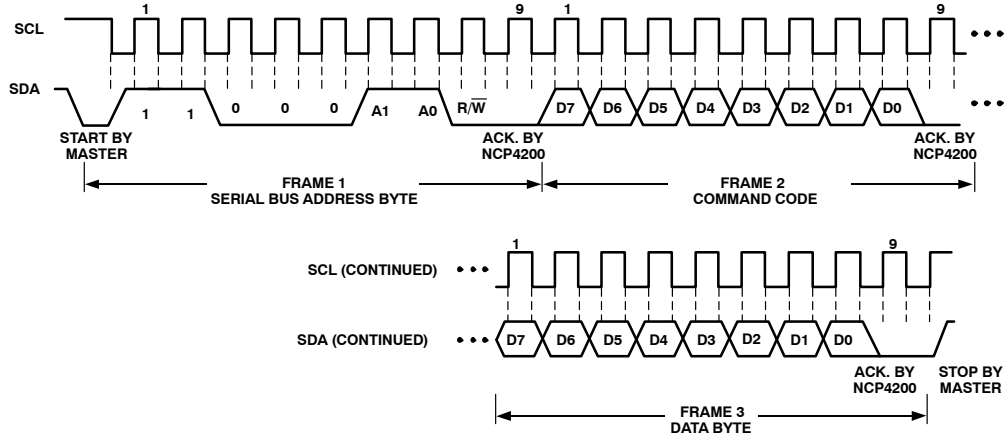 1 9 1 9
SCL
SDA
1 1 0 0 0 A1 A0 R/W D7 D6 D5 D4 D3 D2 D1 D0
START BY
MASTER
ACK. BY
NCP4200
ACK. BY
NCP4200
FRAME 1
SERIAL BUS ADDRESS BYTE
FRAME 2
COMMAND CODE
1 9
SCL (CONTINUED)
SDA (CONTINUED)
D7 D6 D5 D4 D3 D2 D1 D0
ACK. BY
NCP4200
STOP BY
MASTER
FRAME 3
DATA BYTE